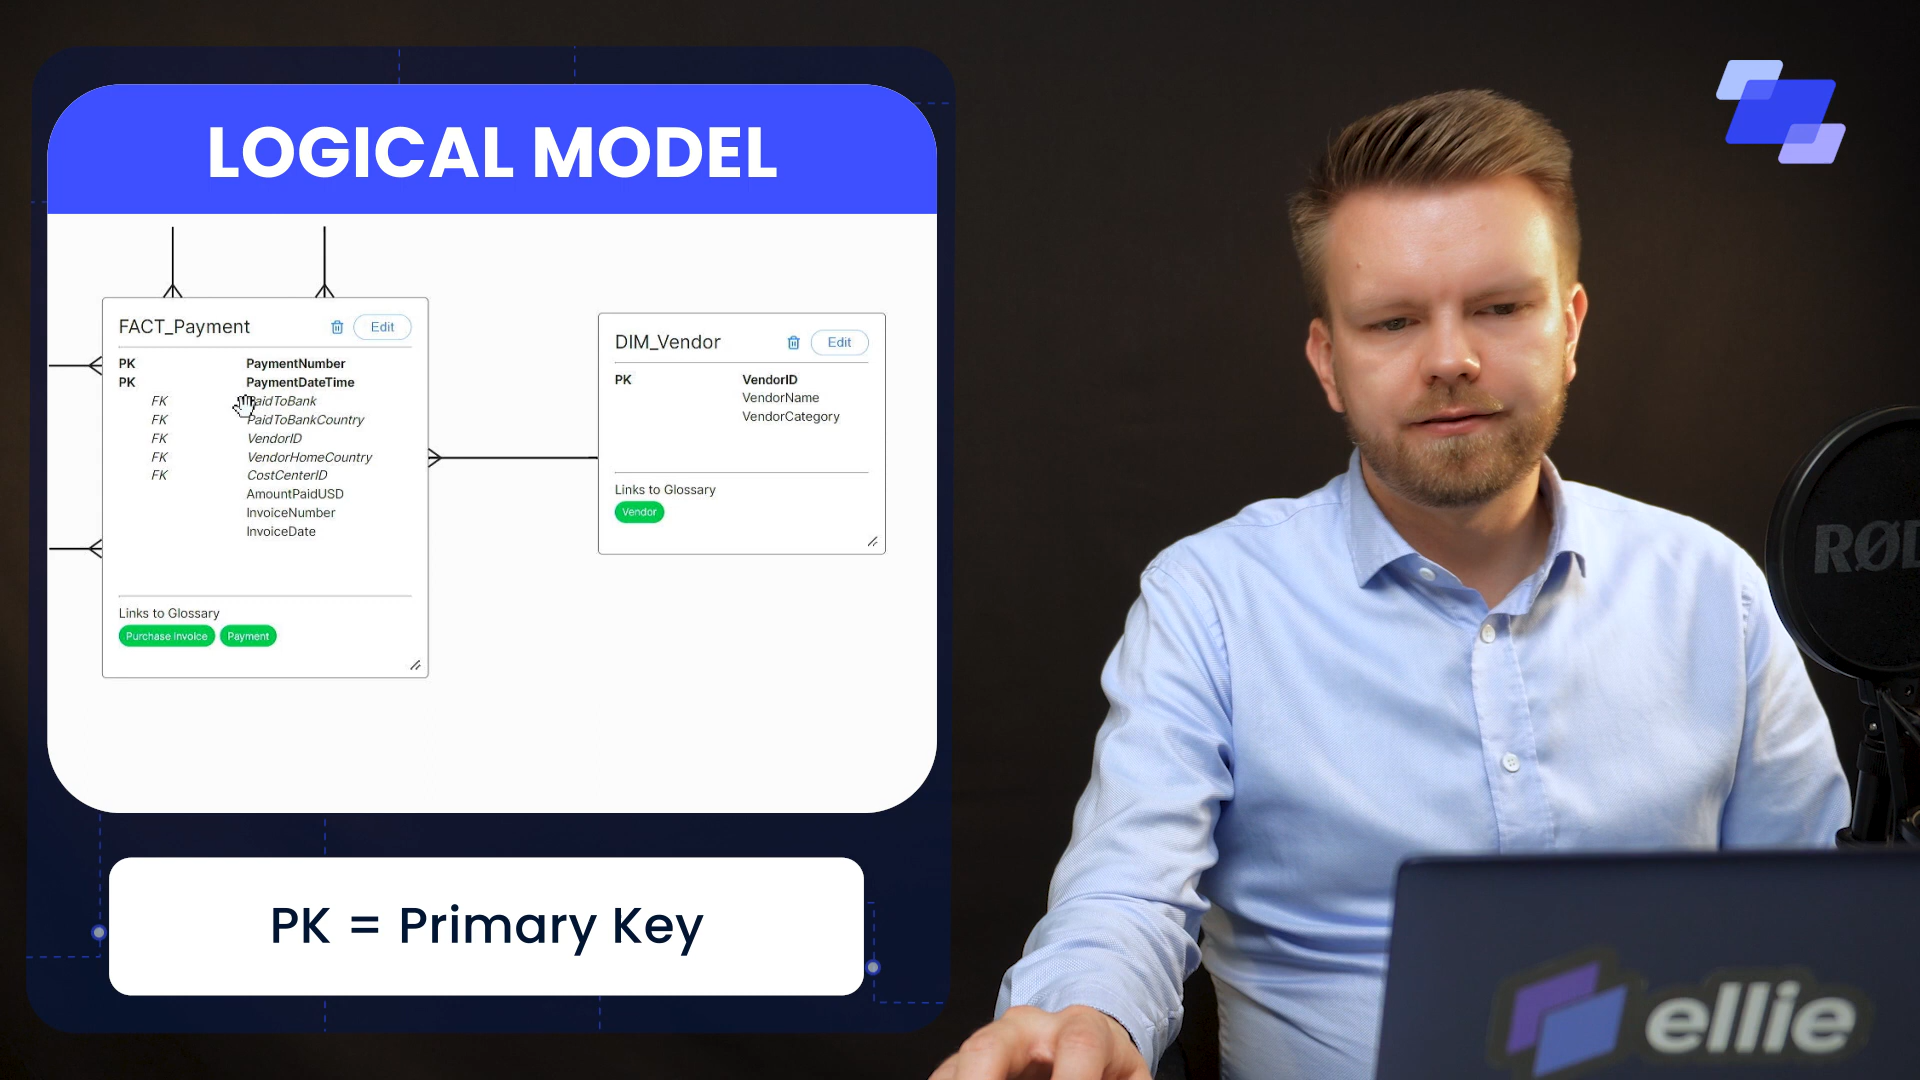 LOGICAL MODEL
FACT_Payment Edit
PK PaymentNumber
PK PaymentDateTime
FK PaidToBank
FK PaidToBankCountry
FK VendorID
FK VendorHomeCountry
FK CostCenterID
AmountPaidUSD
InvoiceNumber
InvoiceDate
Links to Glossary
Purchase Invoice Payment
DIM_Vendor Edit
PK VendorID
VendorName
VendorCategory
Links to Glossary
Vendor
PK = Primary Key
RØD
ellie